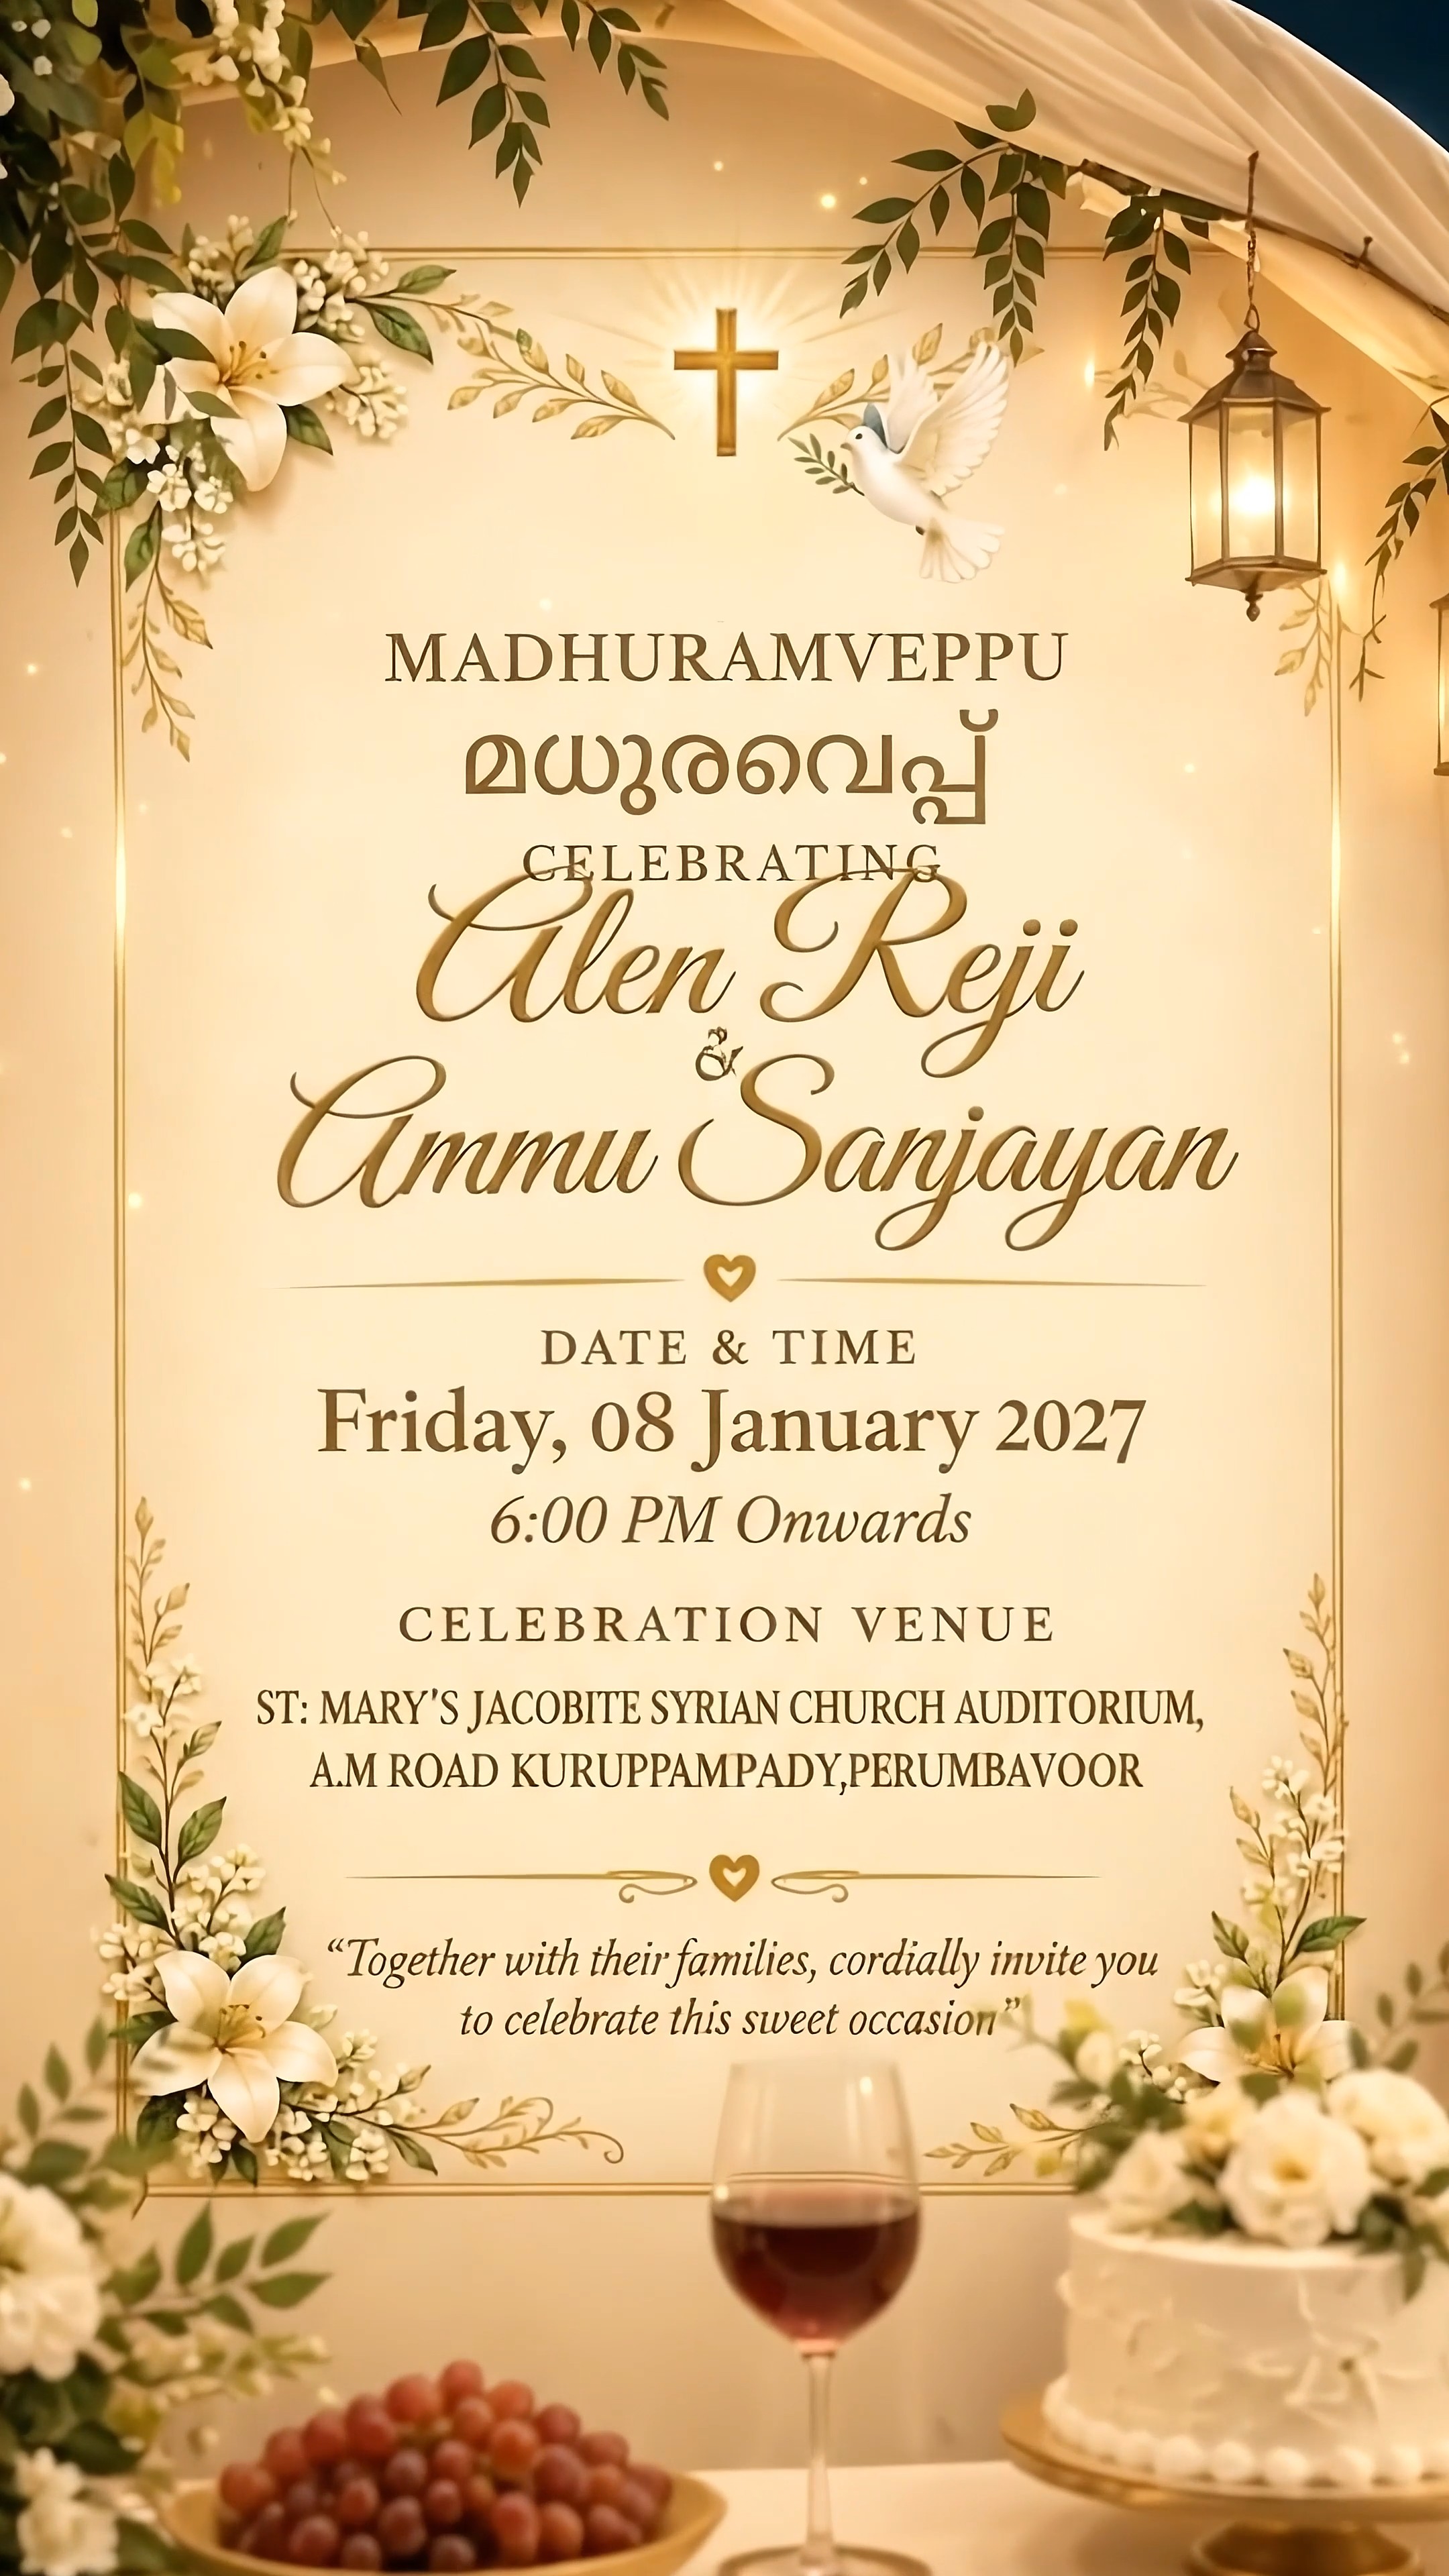 MADHURAMVEPPU
മധുരവെപ്പ്
CELEBRATING
Alen Reji
&
Ammu Sanjayan
DATE & TIME
Friday, 08 January 2027
6:00 PM Onwards
CELEBRATION VENUE
ST: MARY'S JACOBITE SYRIAN CHURCH AUDITORIUM,
A.M ROAD KURUPPAMPADY,PERUMBAVOOR
“Together with their families, cordially invite you
to celebrate this sweet occasion”